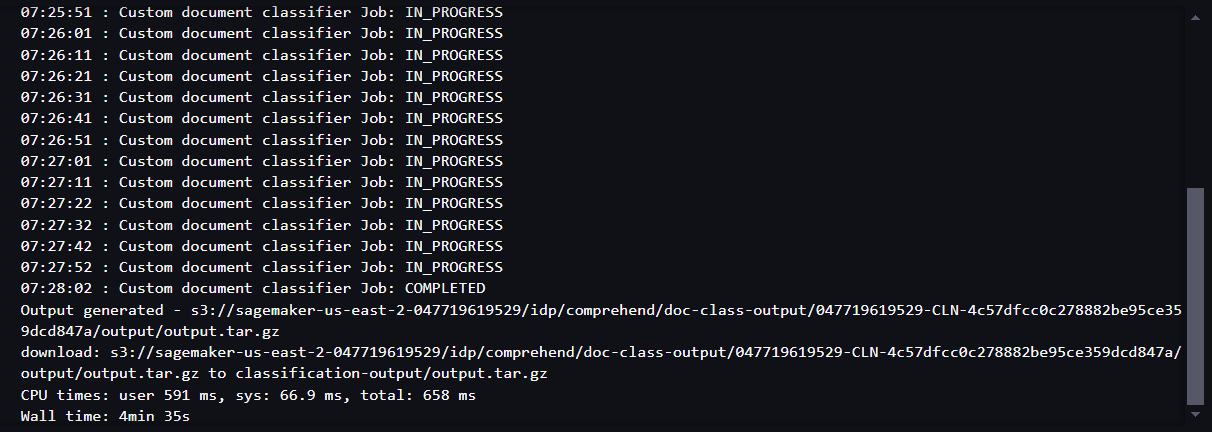 07:25:51 : Custom document classifier Job: IN_PROGRESS
07:26:01 : Custom document classifier Job: IN_PROGRESS
07:26:11 : Custom document classifier Job: IN_PROGRESS
07:26:21 : Custom document classifier Job: IN_PROGRESS
07:26:31 : Custom document classifier Job: IN_PROGRESS
07:26:41 : Custom document classifier Job: IN_PROGRESS
07:26:51 : Custom document classifier Job: IN_PROGRESS
07:27:01 : Custom document classifier Job: IN_PROGRESS
07:27:11 : Custom document classifier Job: IN_PROGRESS
07:27:22 : Custom document classifier Job: IN_PROGRESS
07:27:32 : Custom document classifier Job: IN_PROGRESS
07:27:42 : Custom document classifier Job: IN_PROGRESS
07:27:52 : Custom document classifier Job: IN_PROGRESS
07:28:02 : Custom document classifier Job: COMPLETED
Output generated - s3://sagemaker-us-east-2-047719619529/idp/comprehend/doc-class-output/047719619529-CLN-4c57dfcc0c278882be95ce35
9dcd847a/output/output.tar.gz
download: s3://sagemaker-us-east-2-047719619529/idp/comprehend/doc-class-output/047719619529-CLN-4c57dfcc0c278882be95ce359dcd847a/
output/output.tar.gz to classification-output/output.tar.gz
CPU times: user 591 ms, sys: 66.9 ms, total: 658 ms
Wall time: 4min 35s